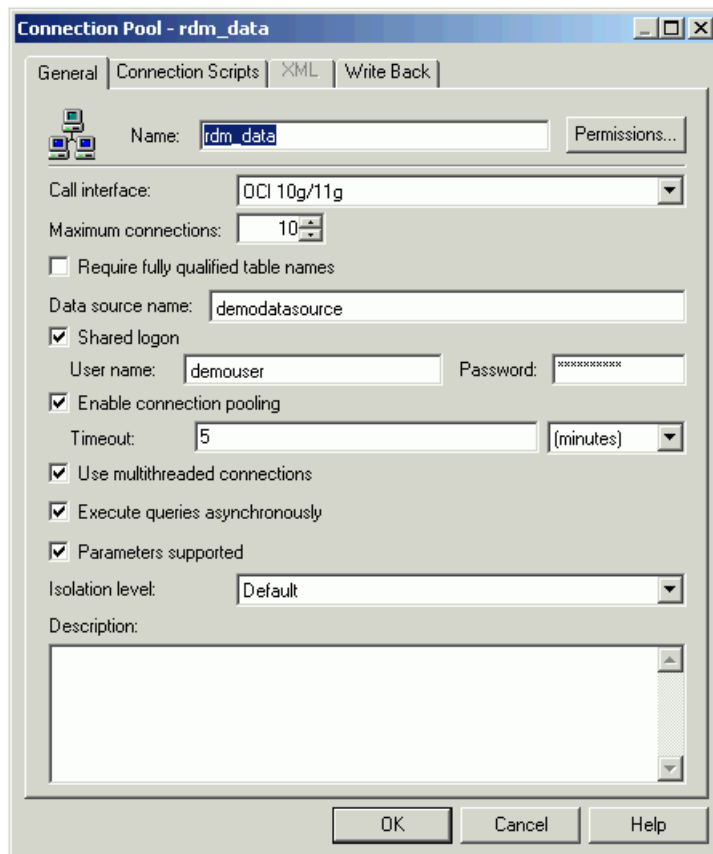 Connection Pool - rdm_data
General Connection Scripts XML Write Back
Name: rdm_data Permissions...
Call interface: OCI 10g/11g
Maximum connections: 10
Require fully qualified table names
Data source name: demodatasource
Shared logon
User name: demouser Password: **********
Enable connection pooling
Timeout: 5 (minutes)
Use multithreaded connections
Execute queries asynchronously
Parameters supported
Isolation level: Default
Description:
OK Cancel Help